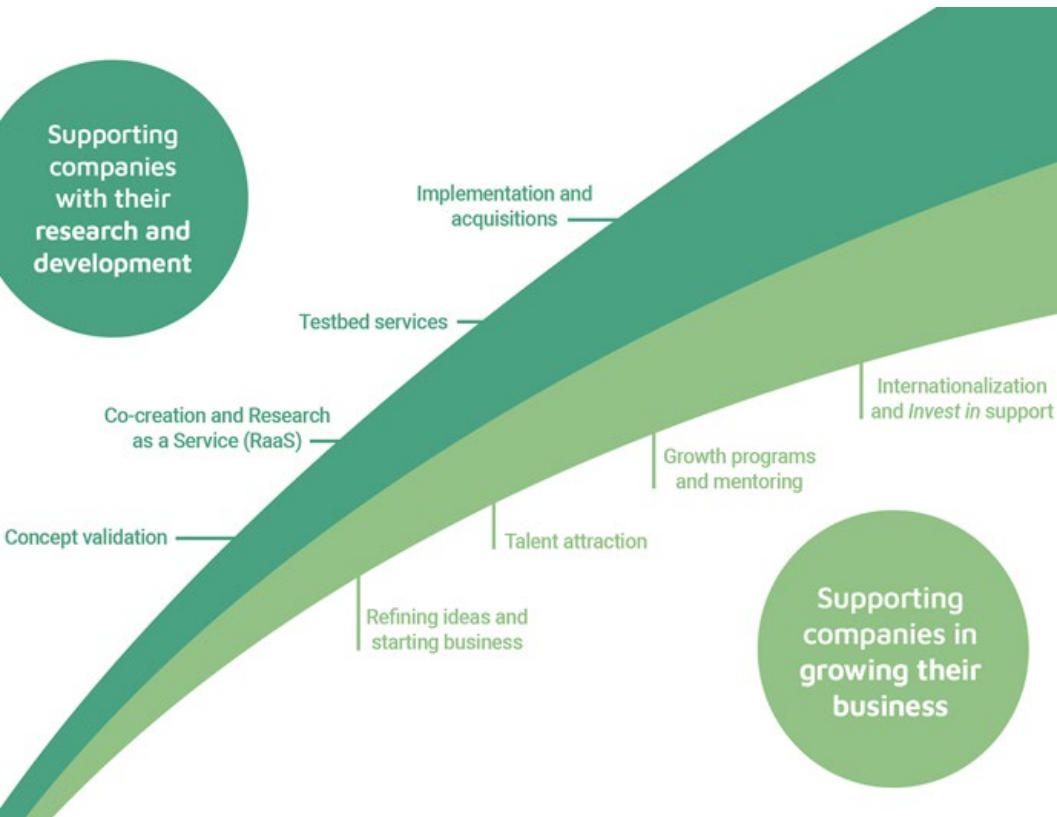 Supporting
companies
with their
research and
development
Implementation and
acquisitions
Testbed services
Co-creation and Research
as a Service (RaaS)
Concept validation
Internationalization
and Invest in support
Growth programs
and mentoring
Talent attraction
Refining ideas and
starting business
Supporting
companies in
growing their
business